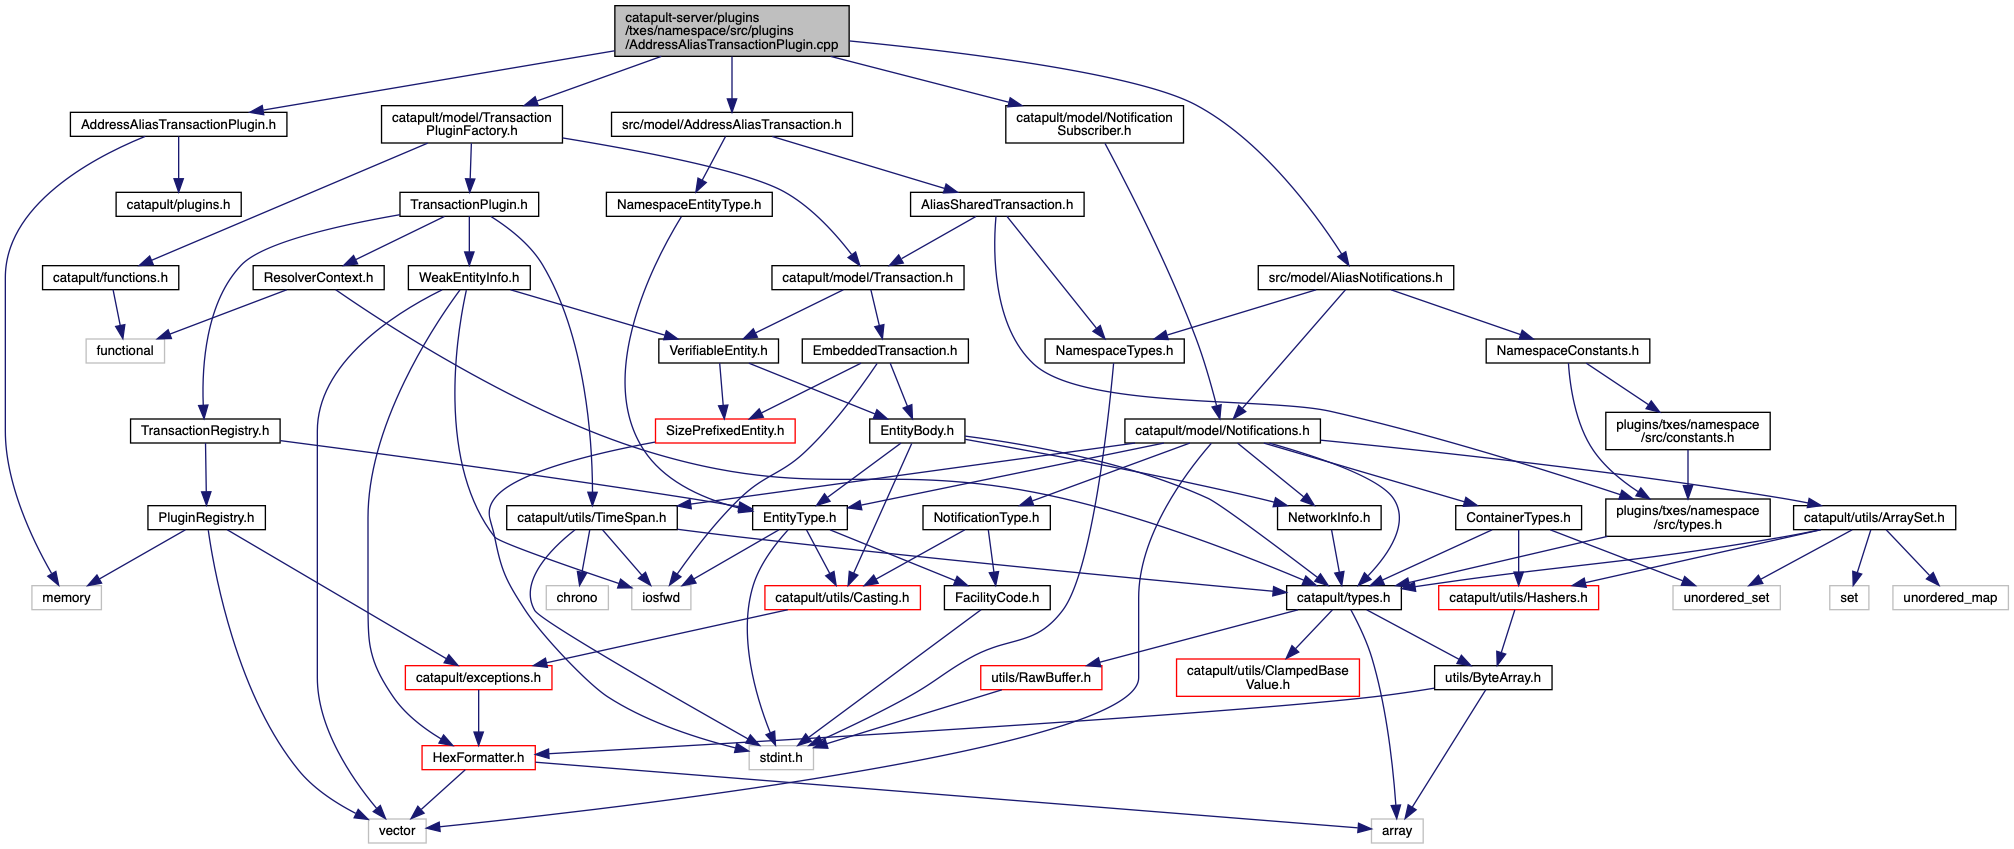 catapult-server/plugins
/txes/namespace/src/plugins
/AddressAliasTransactionPlugin.cpp
AddressAliasTransactionPlugin.h
catapult/model/Transaction
PluginFactory.h
src/model/AddressAliasTransaction.h
catapult/model/Notification
Subscriber.h
catapult/plugins.h
TransactionPlugin.h
NamespaceEntityType.h
AliasSharedTransaction.h
catapult/functions.h
ResolverContext.h
WeakEntityInfo.h
catapult/model/Transaction.h
src/model/AliasNotifications.h
functional
VerifiableEntity.h
EmbeddedTransaction.h
NamespaceTypes.h
NamespaceConstants.h
TransactionRegistry.h
SizePrefixedEntity.h
EntityBody.h
catapult/model/Notifications.h
plugins/txes/namespace
/src/constants.h
PluginRegistry.h
catapult/utils/TimeSpan.h
EntityType.h
NotificationType.h
NetworkInfo.h
ContainerTypes.h
plugins/txes/namespace
/src/types.h
catapult/utils/ArraySet.h
memory
chrono
iosfwd
catapult/utils/Casting.h
FacilityCode.h
catapult/types.h
catapult/utils/Hashers.h
unordered_set
set
unordered_map
catapult/exceptions.h
utils/RawBuffer.h
catapult/utils/ClampedBase
Value.h
utils/ByteArray.h
HexFormatter.h
stdint.h
vector
array